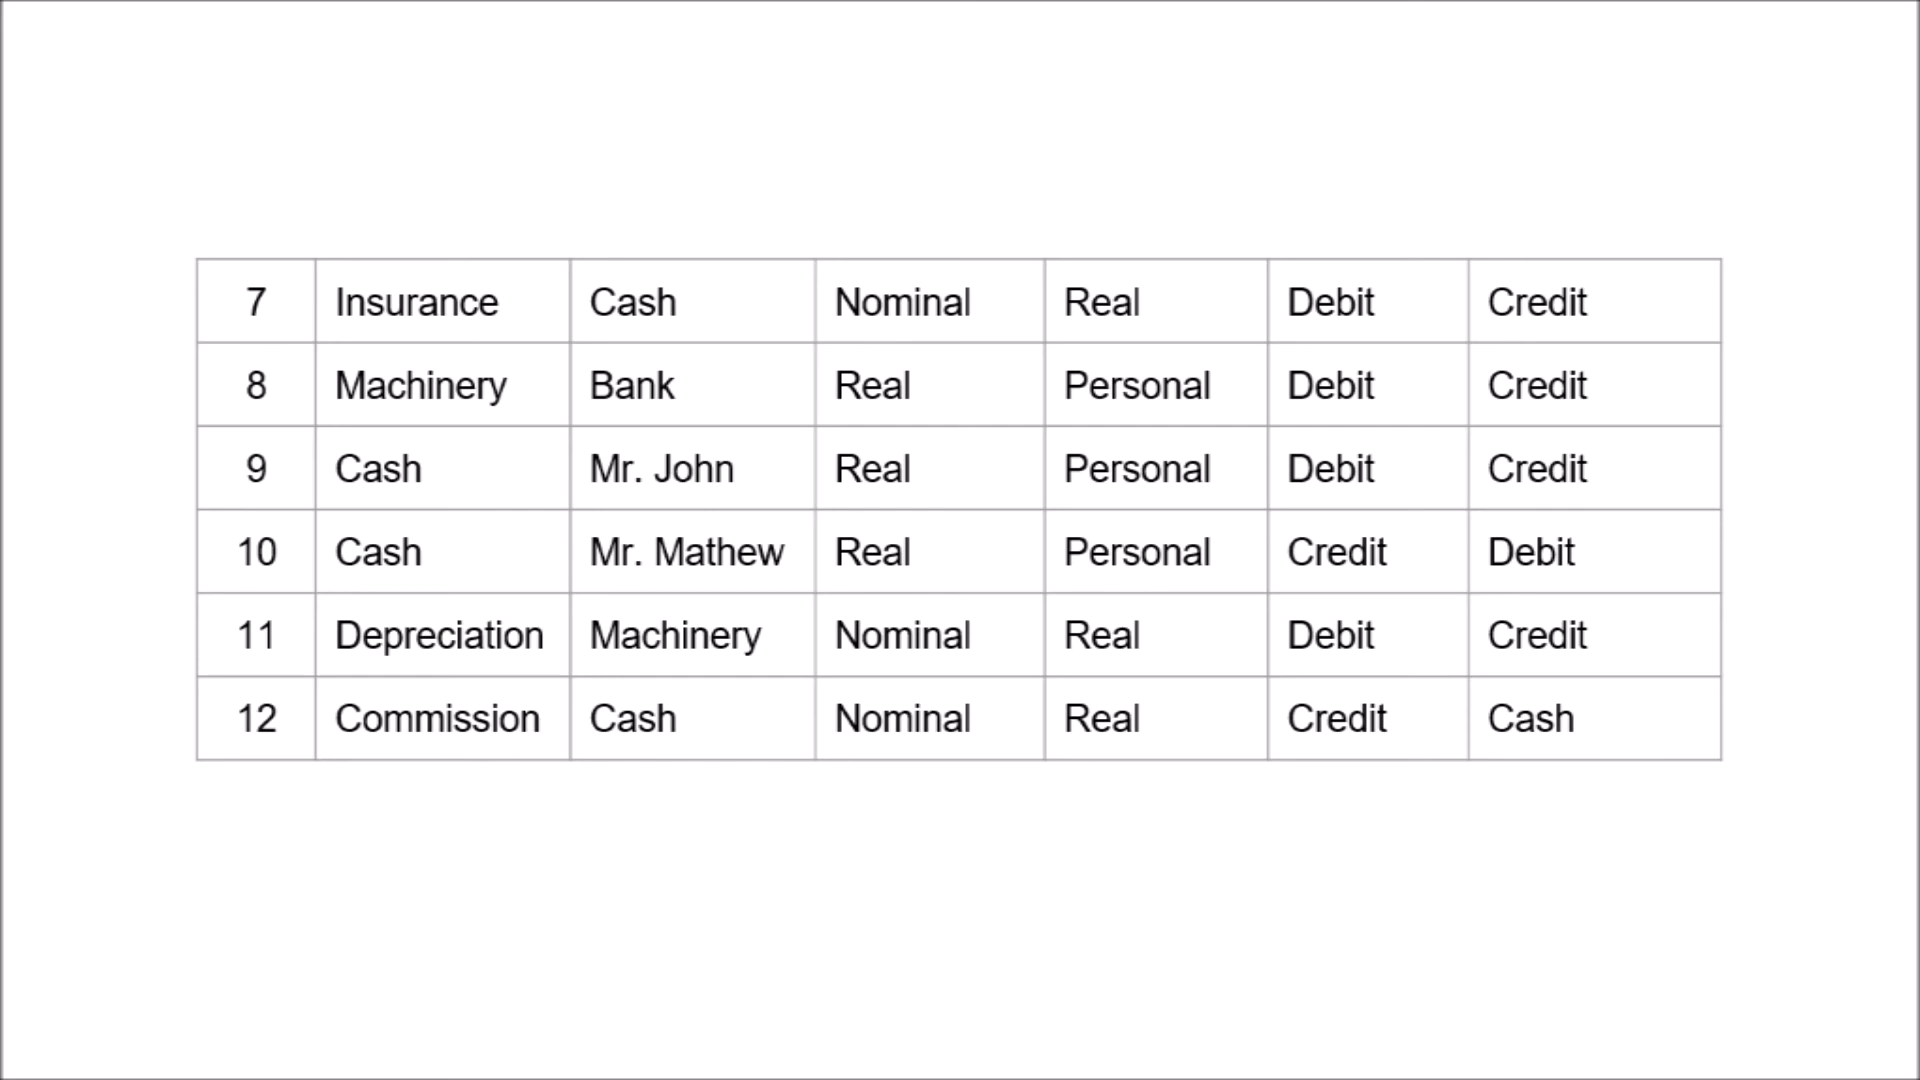 7 Insurance Cash Nominal Real Debit Credit
8 Machinery Bank Real Personal Debit Credit
9 Cash Mr. John Real Personal Debit Credit
10 Cash Mr. Mathew Real Personal Credit Debit
11 Depreciation Machinery Nominal Real Debit Credit
12 Commission Cash Nominal Real Credit Cash